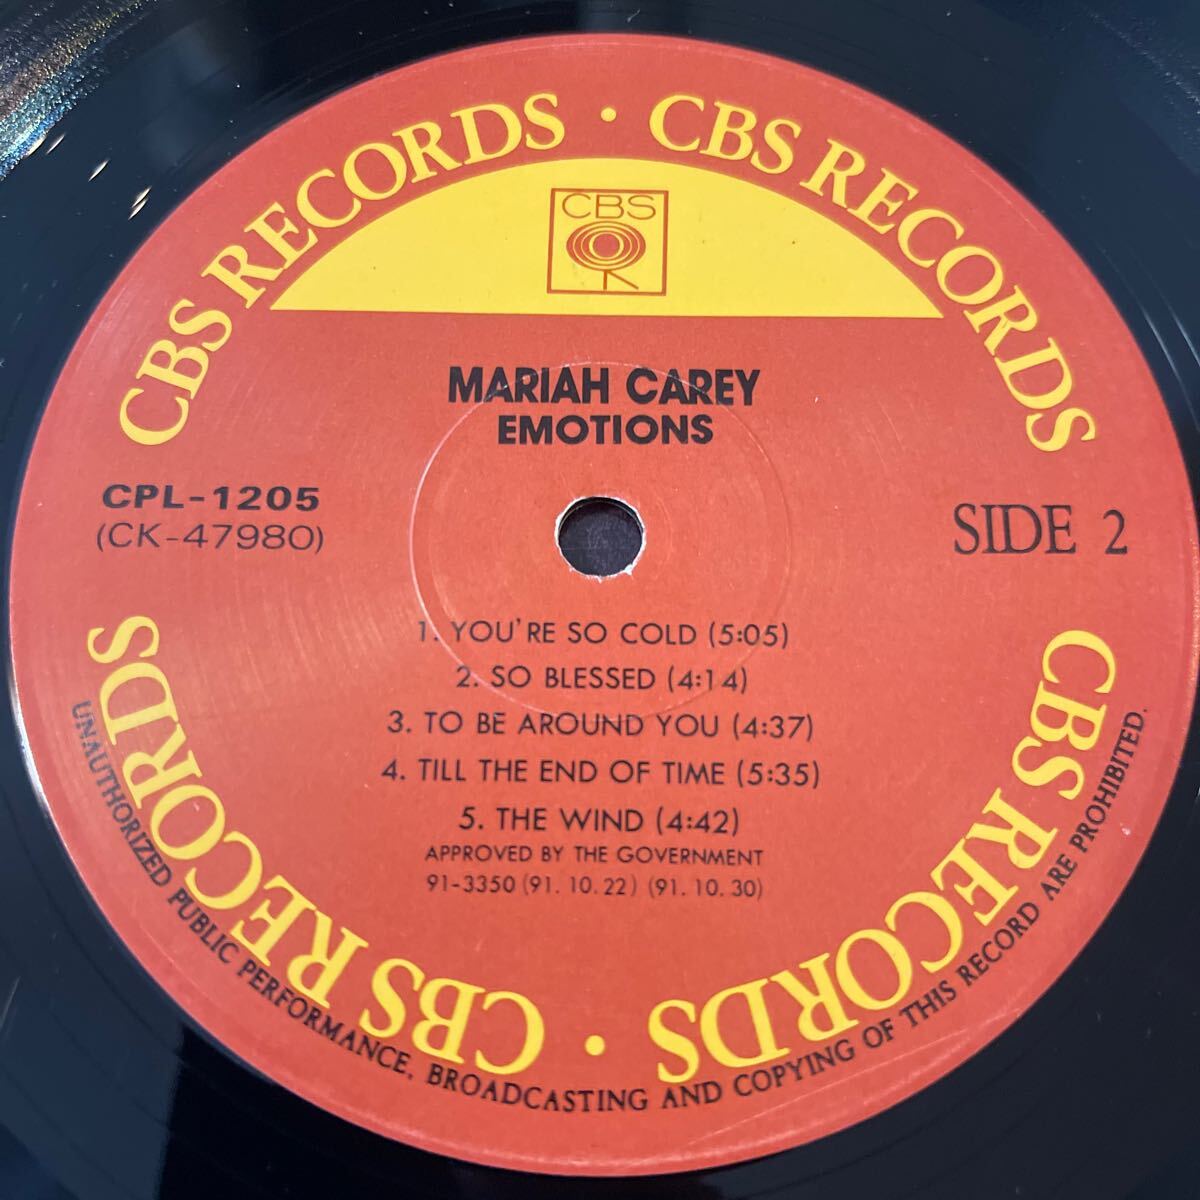 CBS RECORDS · CBS RECORDS
CBS
MARIAH CAREY
EMOTIONS
CPL-1205
(CK-47980)
SIDE 2
1. YOU'RE SO COLD (5:05)
2. SO BLESSED (4:14)
3. TO BE AROUND YOU (4:37)
4. TILL THE END OF TIME (5:35)
5. THE WIND (4:42)
APPROVED BY THE GOVERNMENT
91-3350 (91. 10. 22) (91. 10. 30)
CBS RECORDS · CBS RECORDS
UNAUTHORIZED PUBLIC PERFORMANCE, BROADCASTING AND COPYING OF THIS RECORD ARE PROHIBITED.